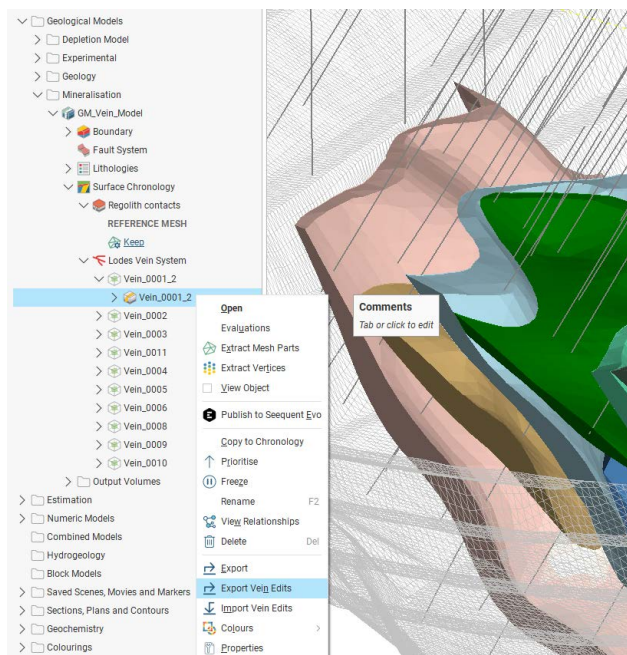 Geological Models
Depletion Model
Experimental
Geology
Mineralisation
GM_Vein_Model
Boundary
Fault System
Lithologies
Surface Chronology
Regolith contacts
REFERENCE MESH
Keep
Lodes Vein System
Vein_0001_2
Vein_0001_2
Vein_0002
Vein_0003
Vein_0011
Vein_0004
Vein_0005
Vein_0006
Vein_0008
Vein_0009
Vein_0010
Output Volumes
Estimation
Numeric Models
Combined Models
Hydrogeology
Block Models
Saved Scenes, Movies and Markers
Sections, Plans and Contours
Geochemistry
Colourings
Open
Evaluations
Extract Mesh Parts
Extract Vertices
View Object
Publish to Seequent Evo
Copy to Chronology
Prioritise
Freeze
Rename F2
View Relationships
Delete Del
Export
Export Vein Edits
Import Vein Edits
Colours
Properties
Comments
Tab or click to edit